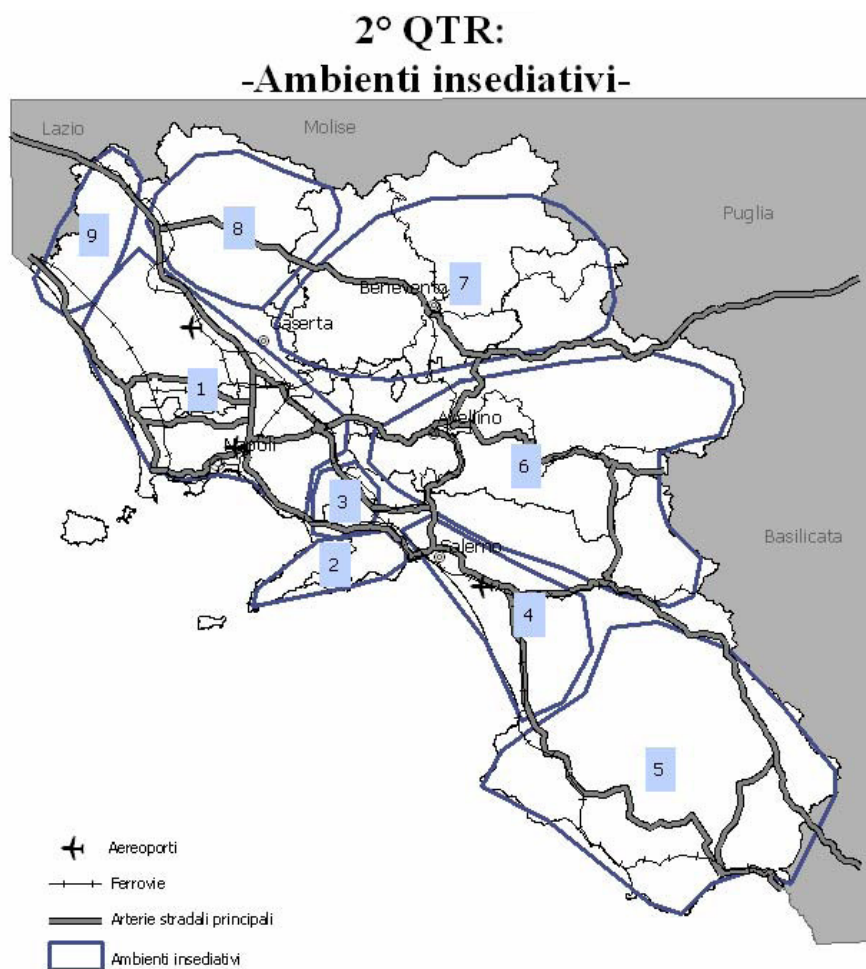 2° QTR:
-Ambienti insediativi-
Lazio
Molise
Puglia
9
8
7
Benevento
Caserta
1
Avellino
Napoli
6
3
Basilicata
Salerno
2
4
5
Aereoporti
Ferrovie
Arterie stradali principali
Ambienti insediativi